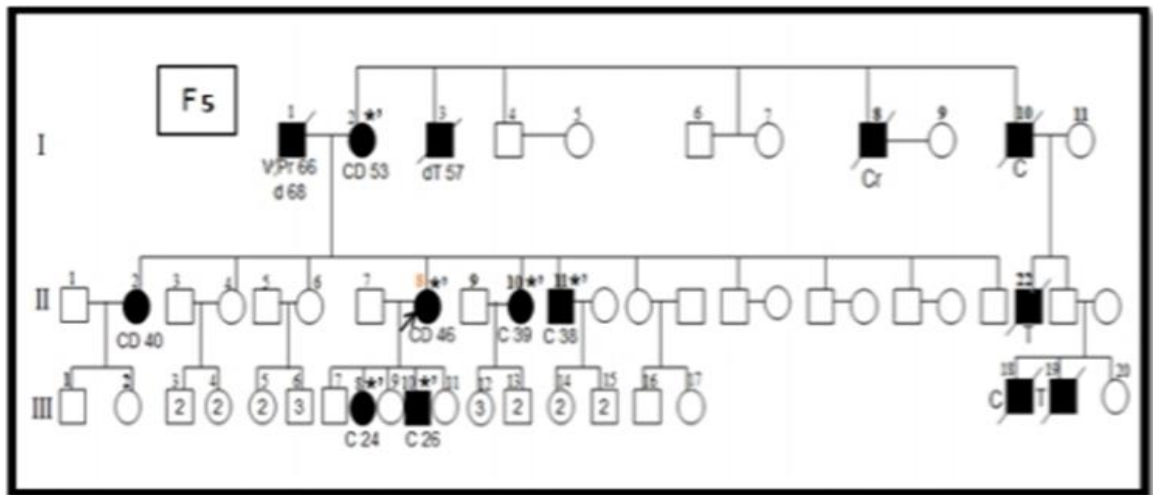 F5
1 2 *' 3 4 5 6 7 8 9 10 11
I
V;Pr 66 CD 53 dT 57 Cr C
d 68
1 2 3 4 5 6 7 8 *' 9 10 *' 11 *' 12
II
CD 40 CD 46 C 39 C 38
1 2 3 4 5 6 7 8 *' 9 10 *' 11 12 13 14 15 16 17 18 19 20
III 2 2 2 3 3 2 2 2 C T
C 24 C 26